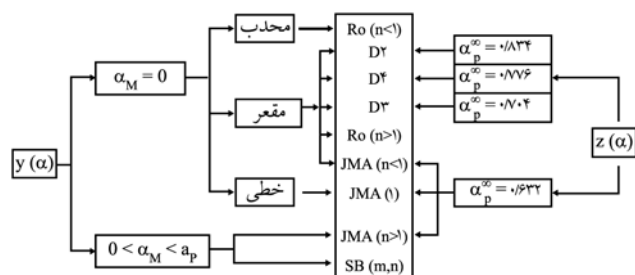 محدب
Ro (n<۱)
D۲
α_p^∞ = ۰/۸۳۴
α_M = 0
D۴
α_p^∞ = ۰/۷۷۶
مقعر
D۳
α_p^∞ = ۰/۷۰۴
Ro (n>۱)
y (α)
z (α)
JMA (n<۱)
خطی
JMA (۱)
α_p^∞ = ۰/۶۳۲
0 < α_M < a_P
JMA (n>۱)
SB (m,n)